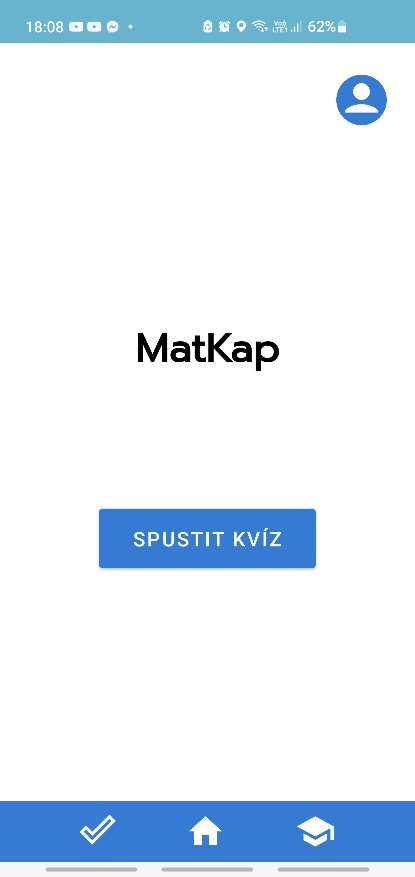 18:08 62%
MatKap
SPUSTIT KVÍZ